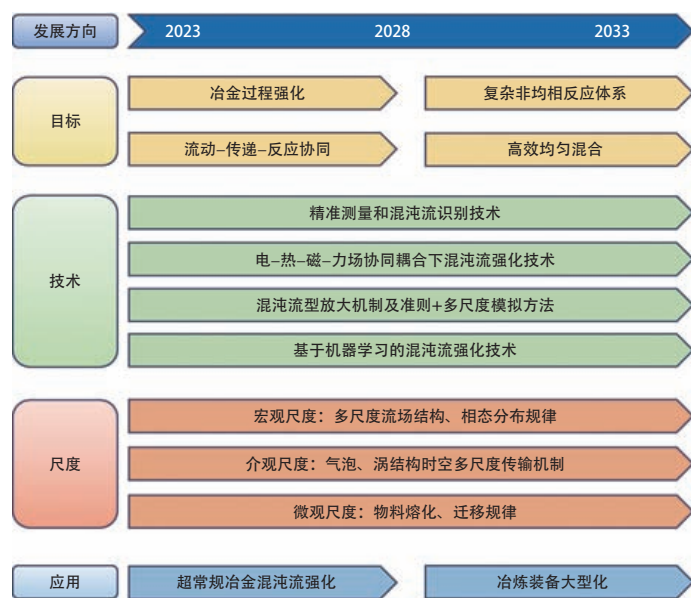 发展方向 2023 2028 2033
目标
冶金过程强化 复杂非均相反应体系
流动–传递–反应协同 高效均匀混合
技术
精准测量和混沌流识别技术
电–热–磁–力场协同耦合下混沌流强化技术
混沌流型放大机制及准则+多尺度模拟方法
基于机器学习的混沌流强化技术
尺度
宏观尺度：多尺度流场结构、相态分布规律
介观尺度：气泡、涡结构时空多尺度传输机制
微观尺度：物料熔化、迁移规律
应用 超常规冶金混沌流强化 冶炼装备大型化